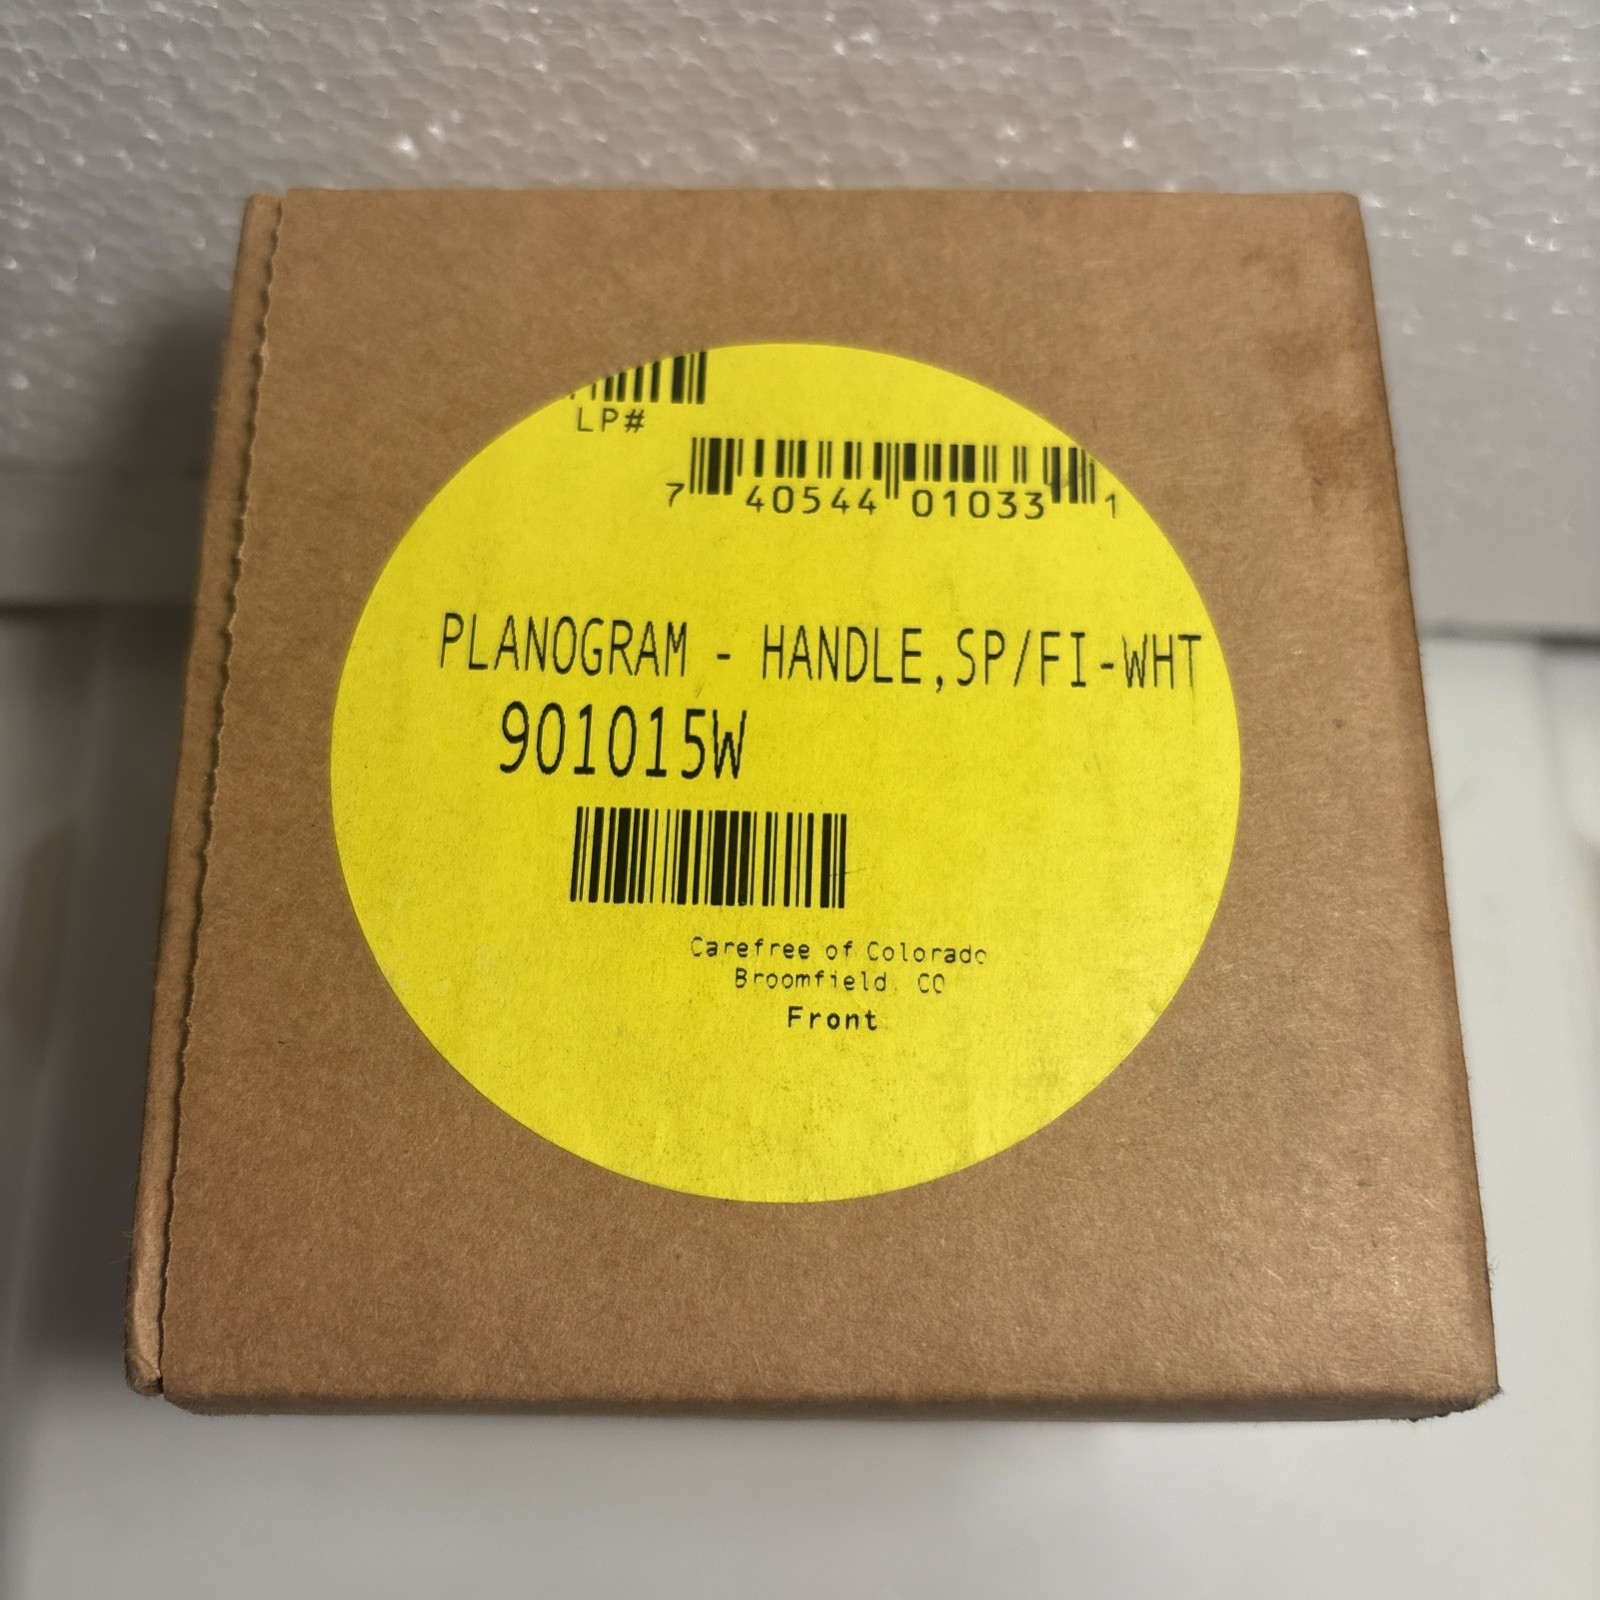 LP#
7 40544 01033 1
PLANOGRAM - HANDLE,SP/FI-WHT
901015W
Carefree of Colorado
Broomfield, CO
Front